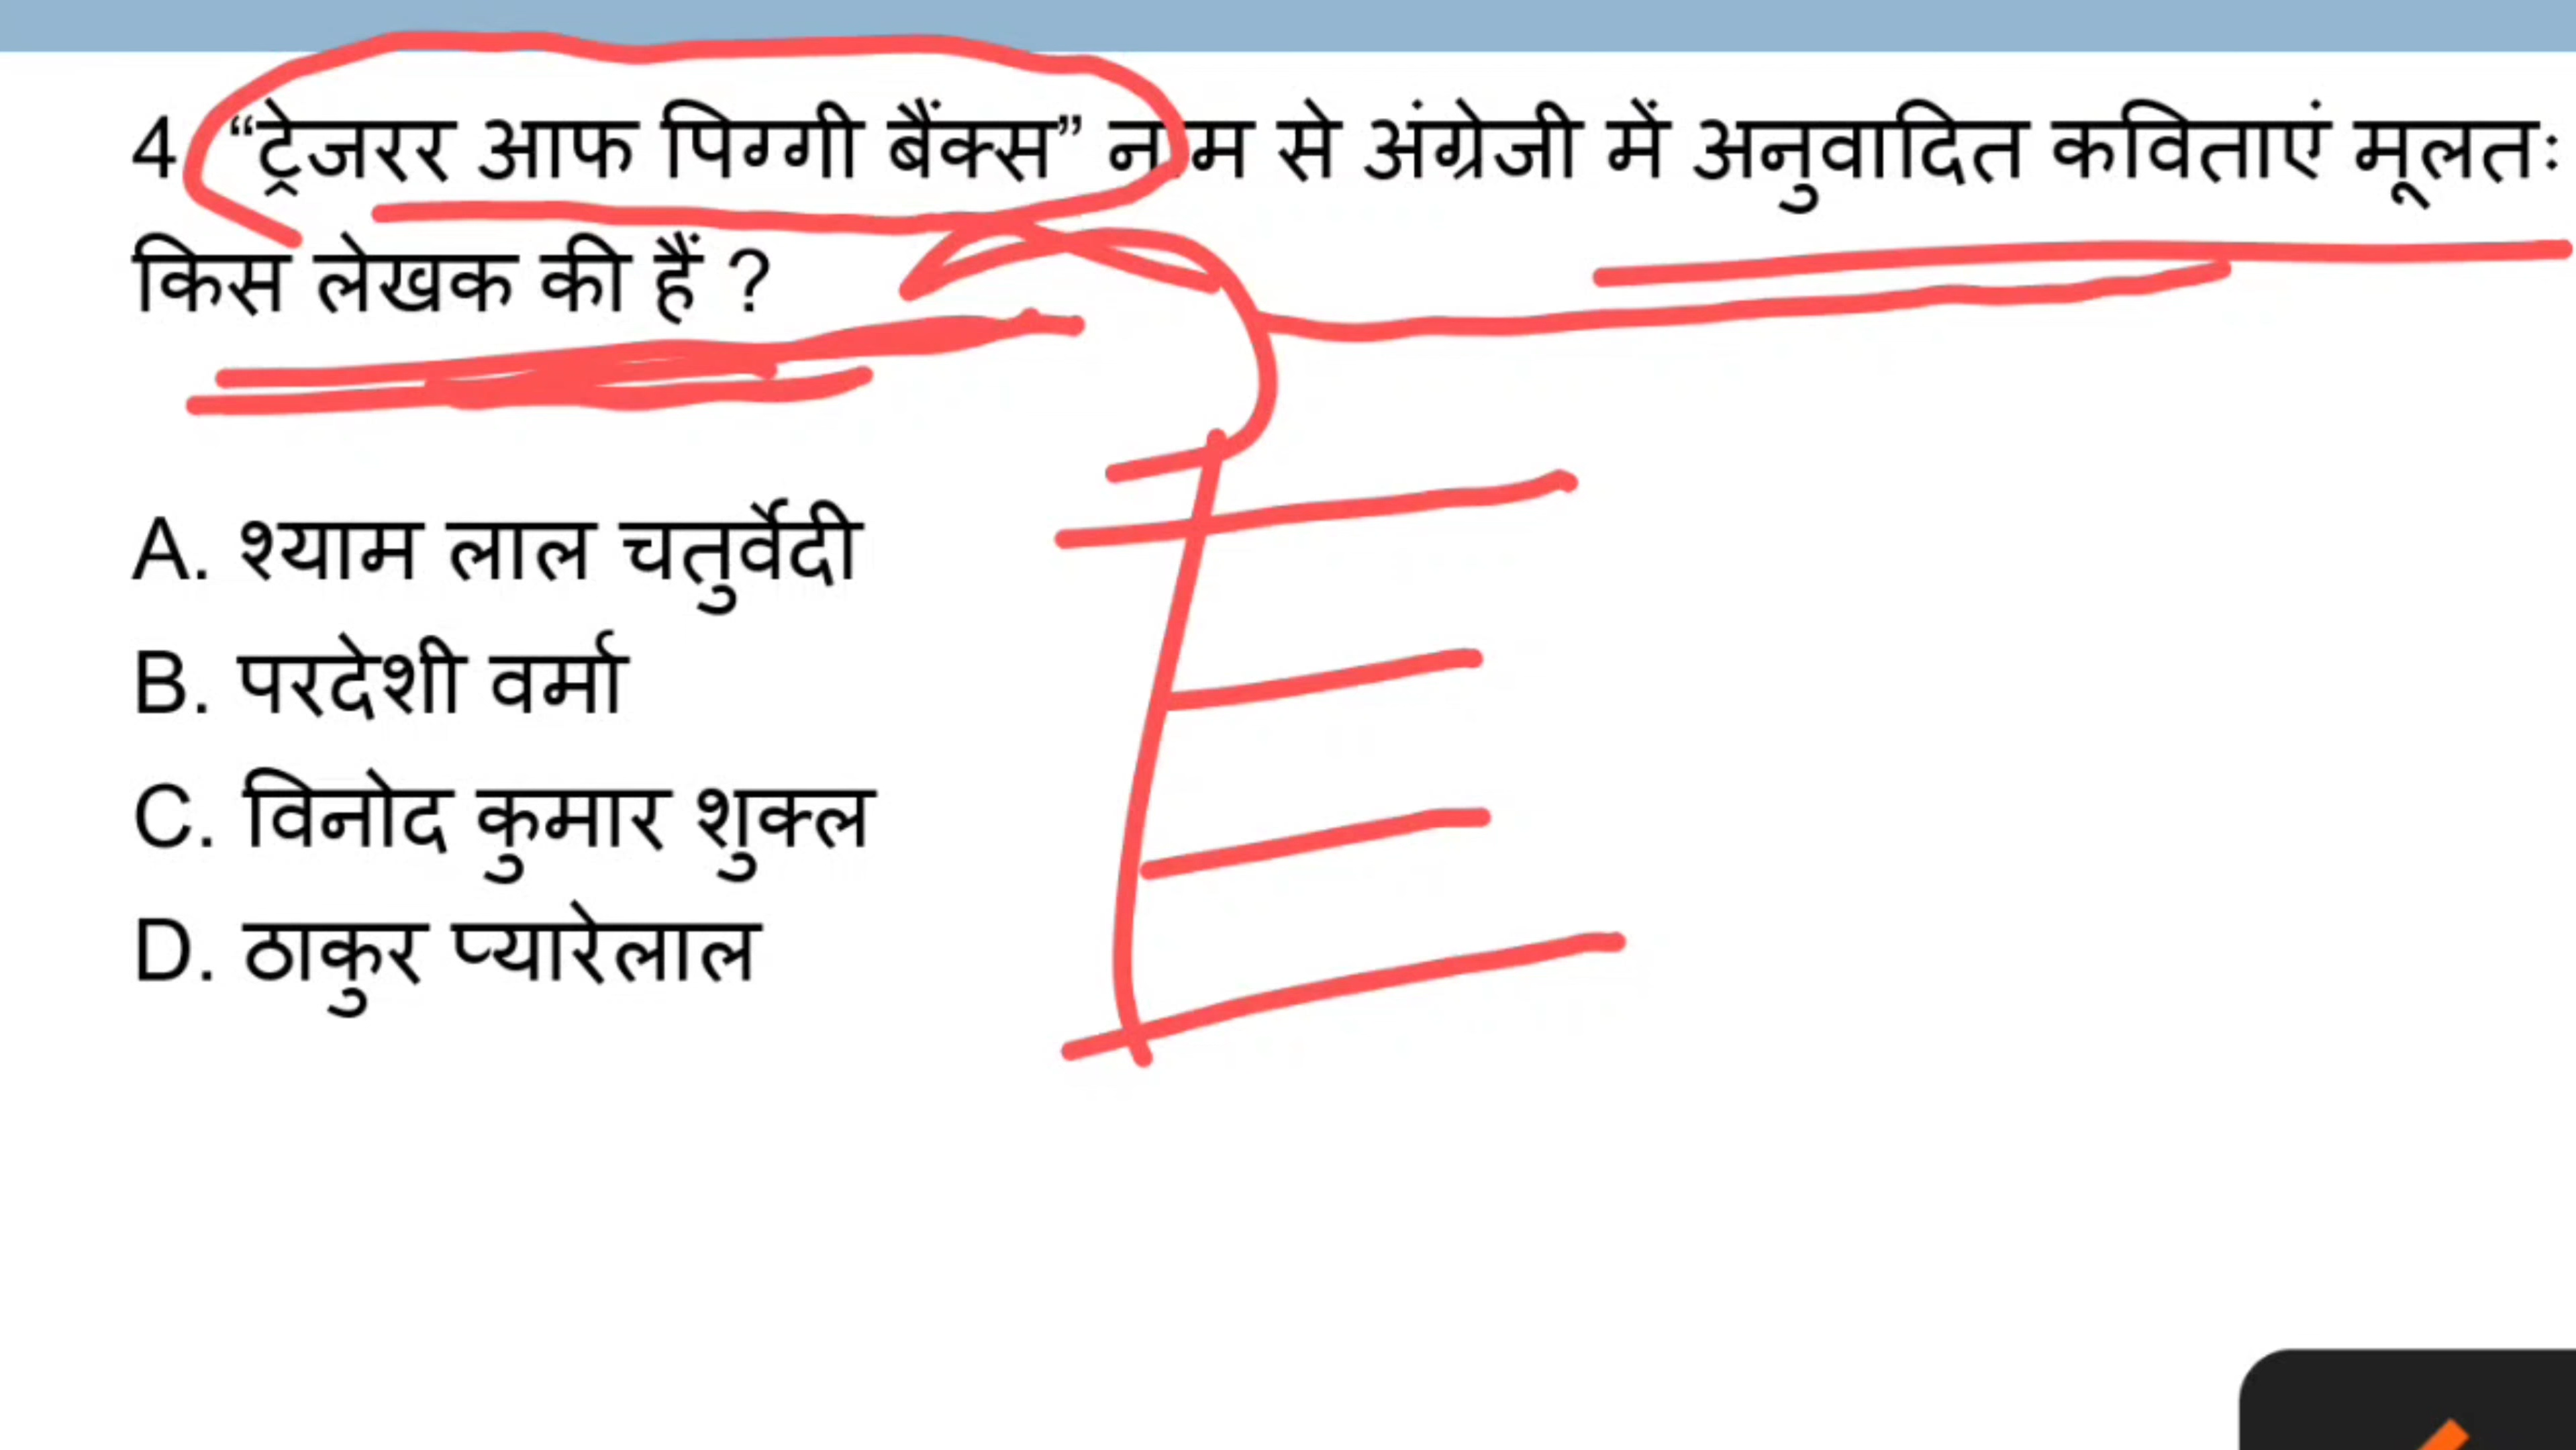 4 “ट्रेजरर आफ पिग्गी बैंक्स” नाम से अंग्रेजी में अनुवादित कविताएं मूलतः
किस लेखक की हैं ?
A. श्याम लाल चतुर्वेदी
B. परदेशी वर्मा
C. विनोद कुमार शुक्ल
D. ठाकुर प्यारेलाल